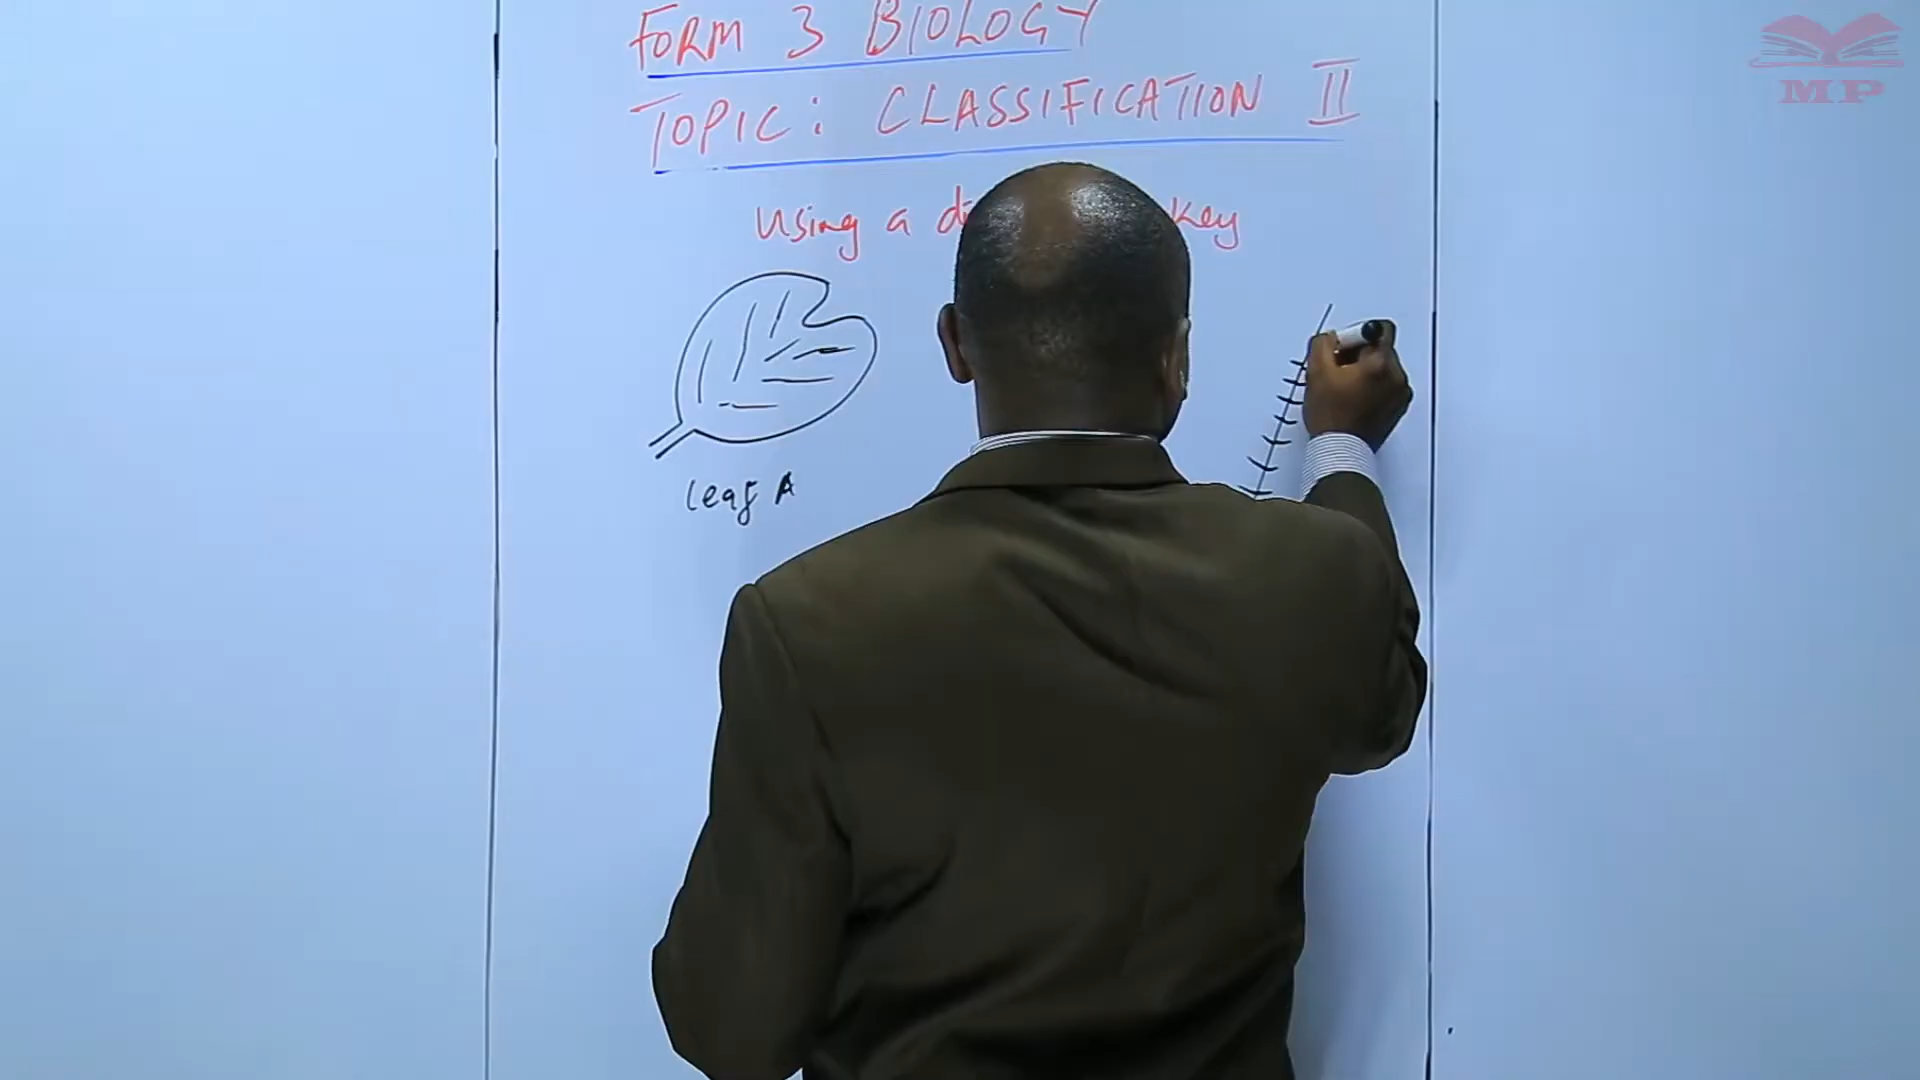 FORM 3 BIOLOGY
TOPIC: CLASSIFICATION II
Using a key
leaf A
MP